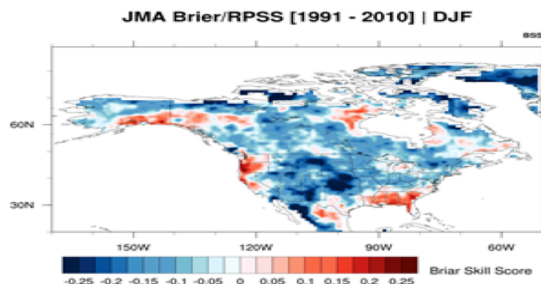 JMA Brier/RPSS [1991 - 2010] | DJF
BSS
60N
30N
150W 120W 90W 60W
-0.25 -0.2 -0.15 -0.1 -0.05 0 0.05 0.1 0.15 0.2 0.25
Briar Skill Score